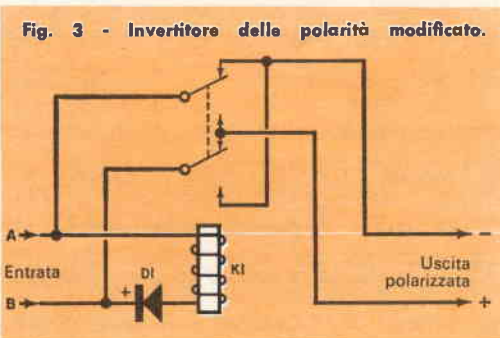 Fig. 3 - Invertitore delle polarità modificato.
A
Entrata
DI
KI
B
+
-
Uscita
polarizzata
+